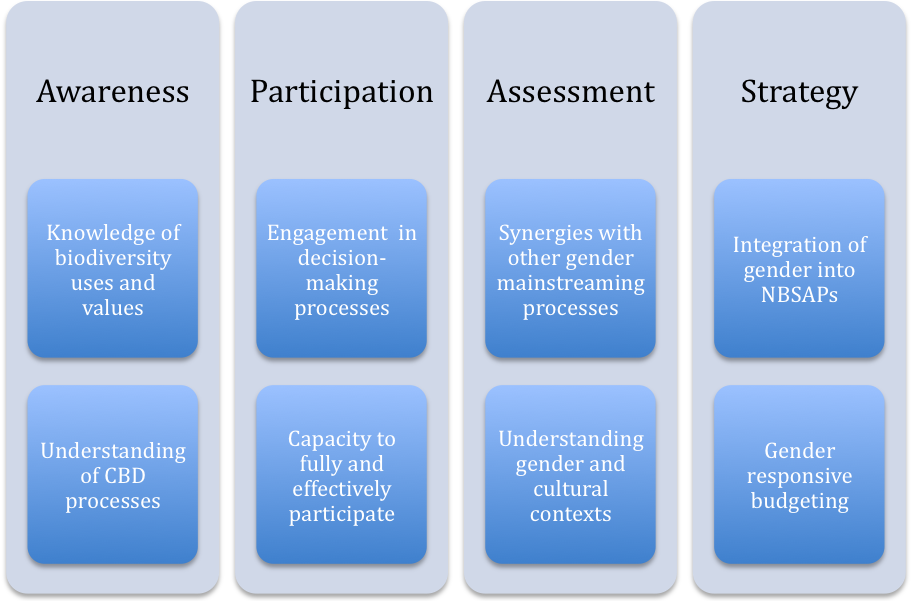 Awareness
Knowledge of
biodiversity
uses and
values
Understanding
of CBD
processes
Participation
Engagement in
decision-
making
processes
Capacity to
fully and
effectively
participate
Assessment
Synergies with
other gender
mainstreaming
processes
Understanding
gender and
cultural
contexts
Strategy
Integration of
gender into
NBSAPs
Gender
responsive
budgeting